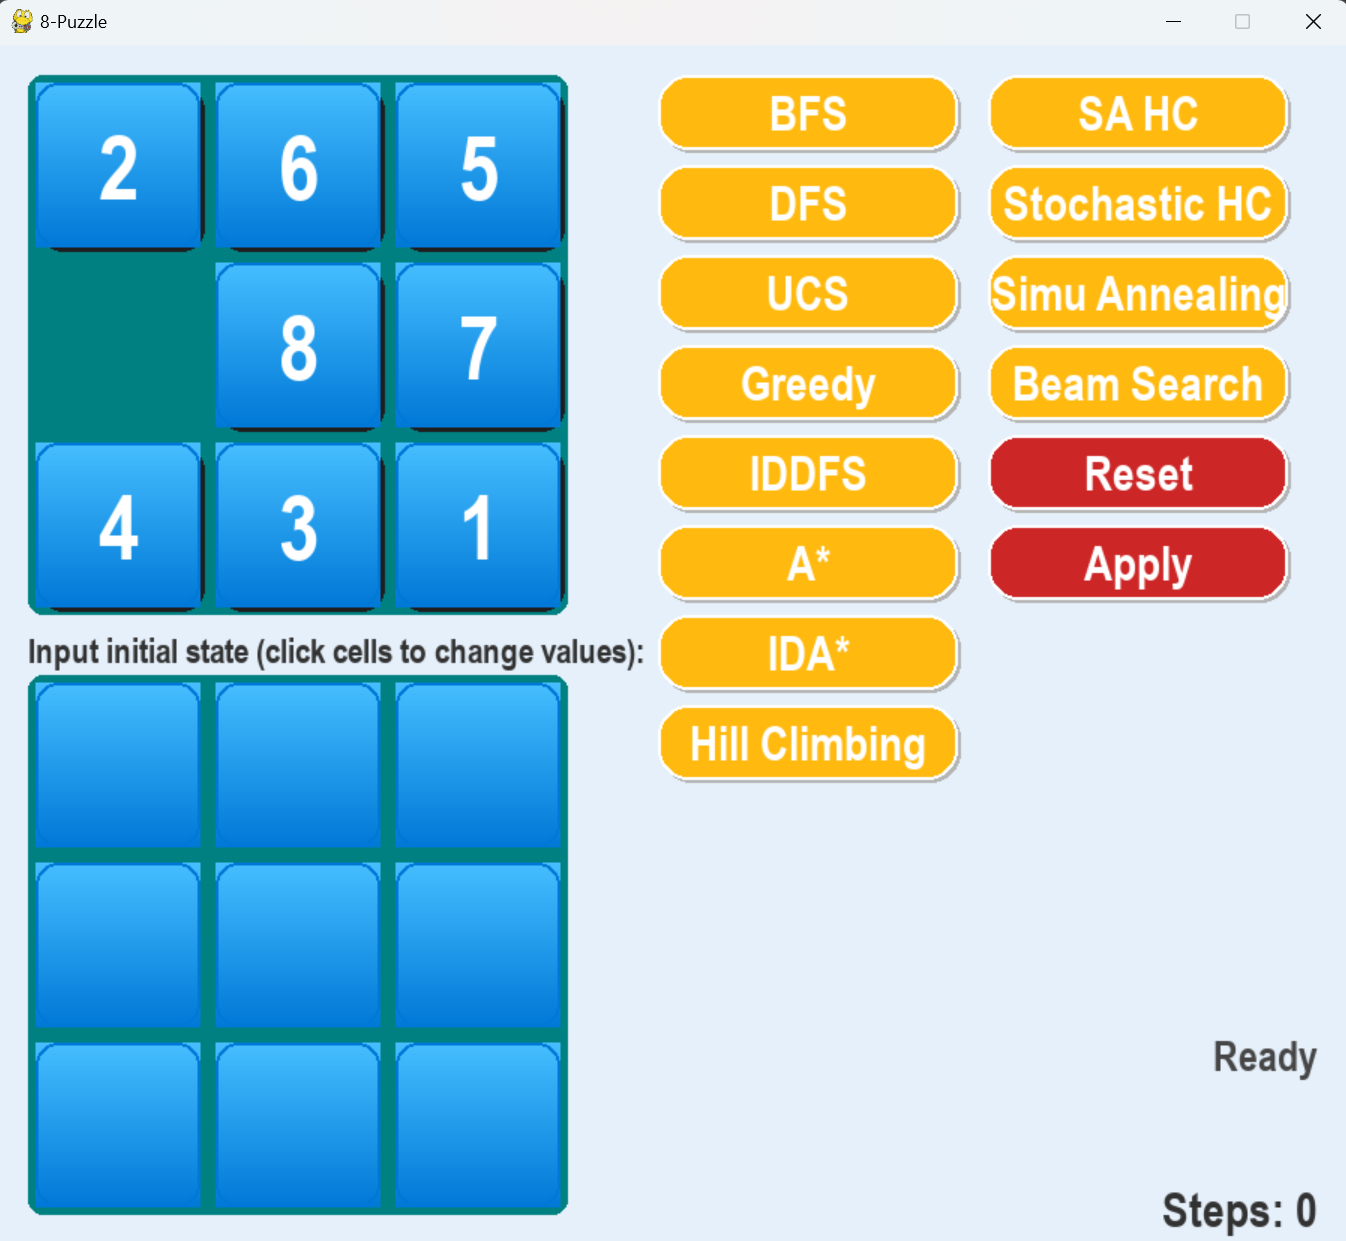 8-Puzzle
2 6 5
8 7
4 3 1
Input initial state (click cells to change values):
BFS
DFS
UCS
Greedy
IDDFS
A*
IDA*
Hill Climbing
SA HC
Stochastic HC
Simu Annealing
Beam Search
Reset
Apply
Ready
Steps: 0